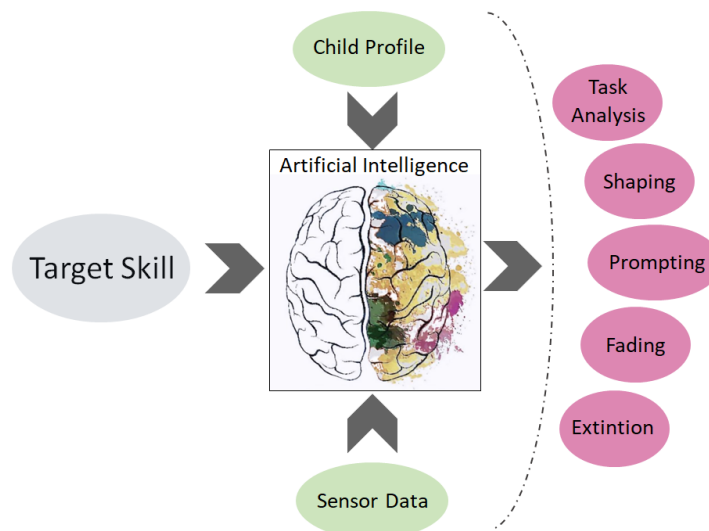 Child Profile
Task
Analysis
Artificial Intelligence
Shaping
Target Skill
Prompting
Fading
Extintion
Sensor Data